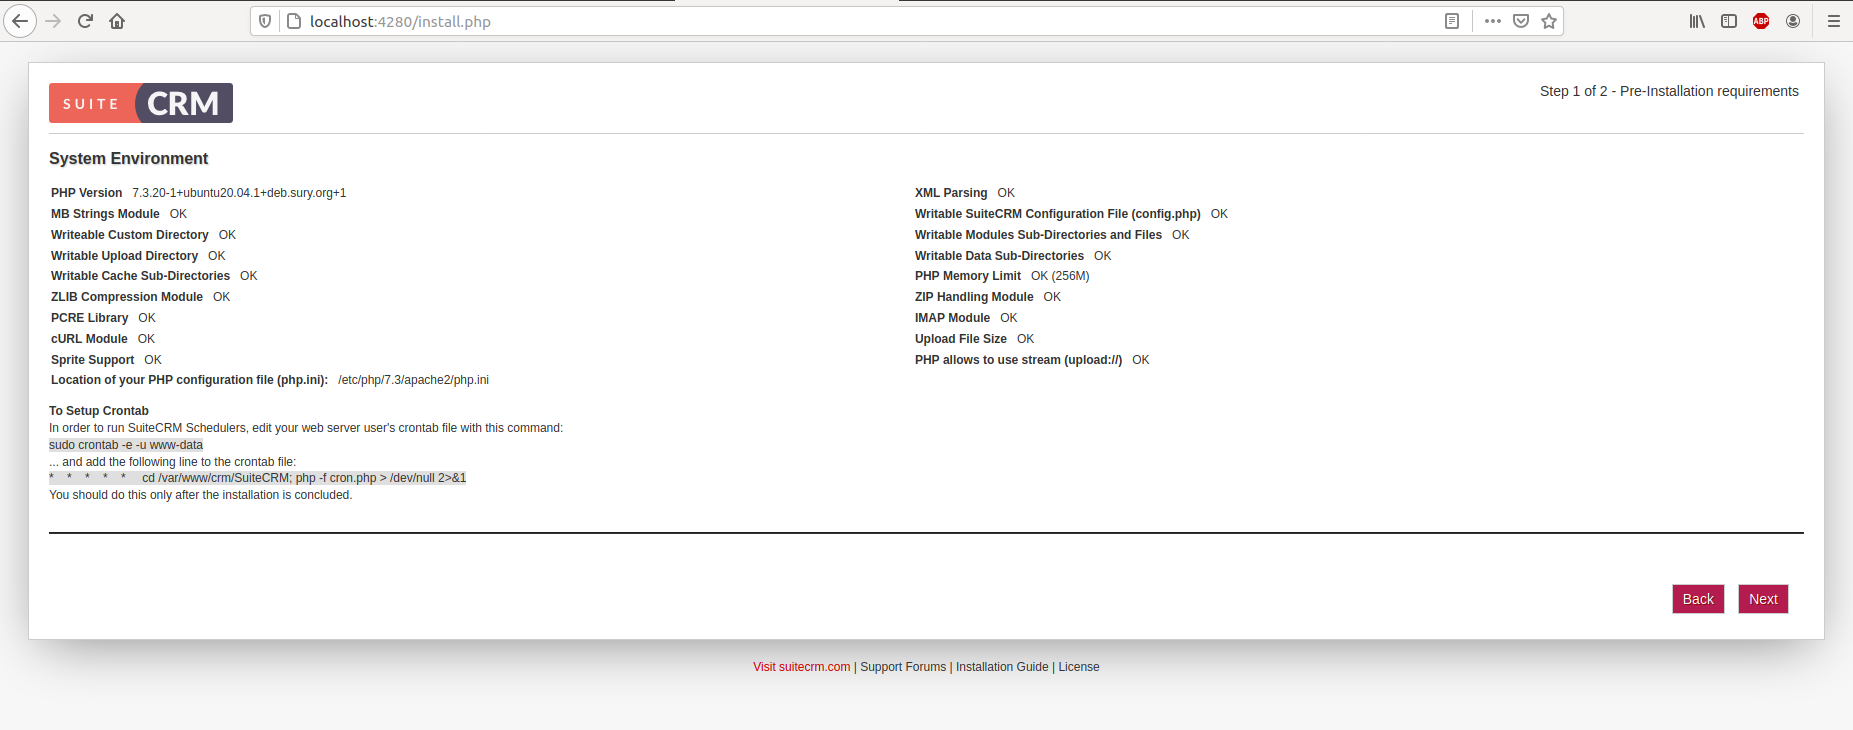 localhost:4280/install.php
ABP
SUITE CRM
Step 1 of 2 - Pre-Installation requirements
System Environment
PHP Version 7.3.20-1+ubuntu20.04.1+deb.sury.org+1
XML Parsing OK
MB Strings Module OK
Writable SuiteCRM Configuration File (config.php) OK
Writeable Custom Directory OK
Writable Modules Sub-Directories and Files OK
Writable Upload Directory OK
Writable Data Sub-Directories OK
Writable Cache Sub-Directories OK
PHP Memory Limit OK (256M)
ZLIB Compression Module OK
ZIP Handling Module OK
PCRE Library OK
IMAP Module OK
cURL Module OK
Upload File Size OK
Sprite Support OK
PHP allows to use stream (upload://) OK
Location of your PHP configuration file (php.ini): /etc/php/7.3/apache2/php.ini
To Setup Crontab
In order to run SuiteCRM Schedulers, edit your web server user's crontab file with this command:
sudo crontab -e -u www-data
... and add the following line to the crontab file:
* * * * * cd /var/www/crm/SuiteCRM; php -f cron.php > /dev/null 2>&1
You should do this only after the installation is concluded.
Back Next
Visit suitecrm.com | Support Forums | Installation Guide | License